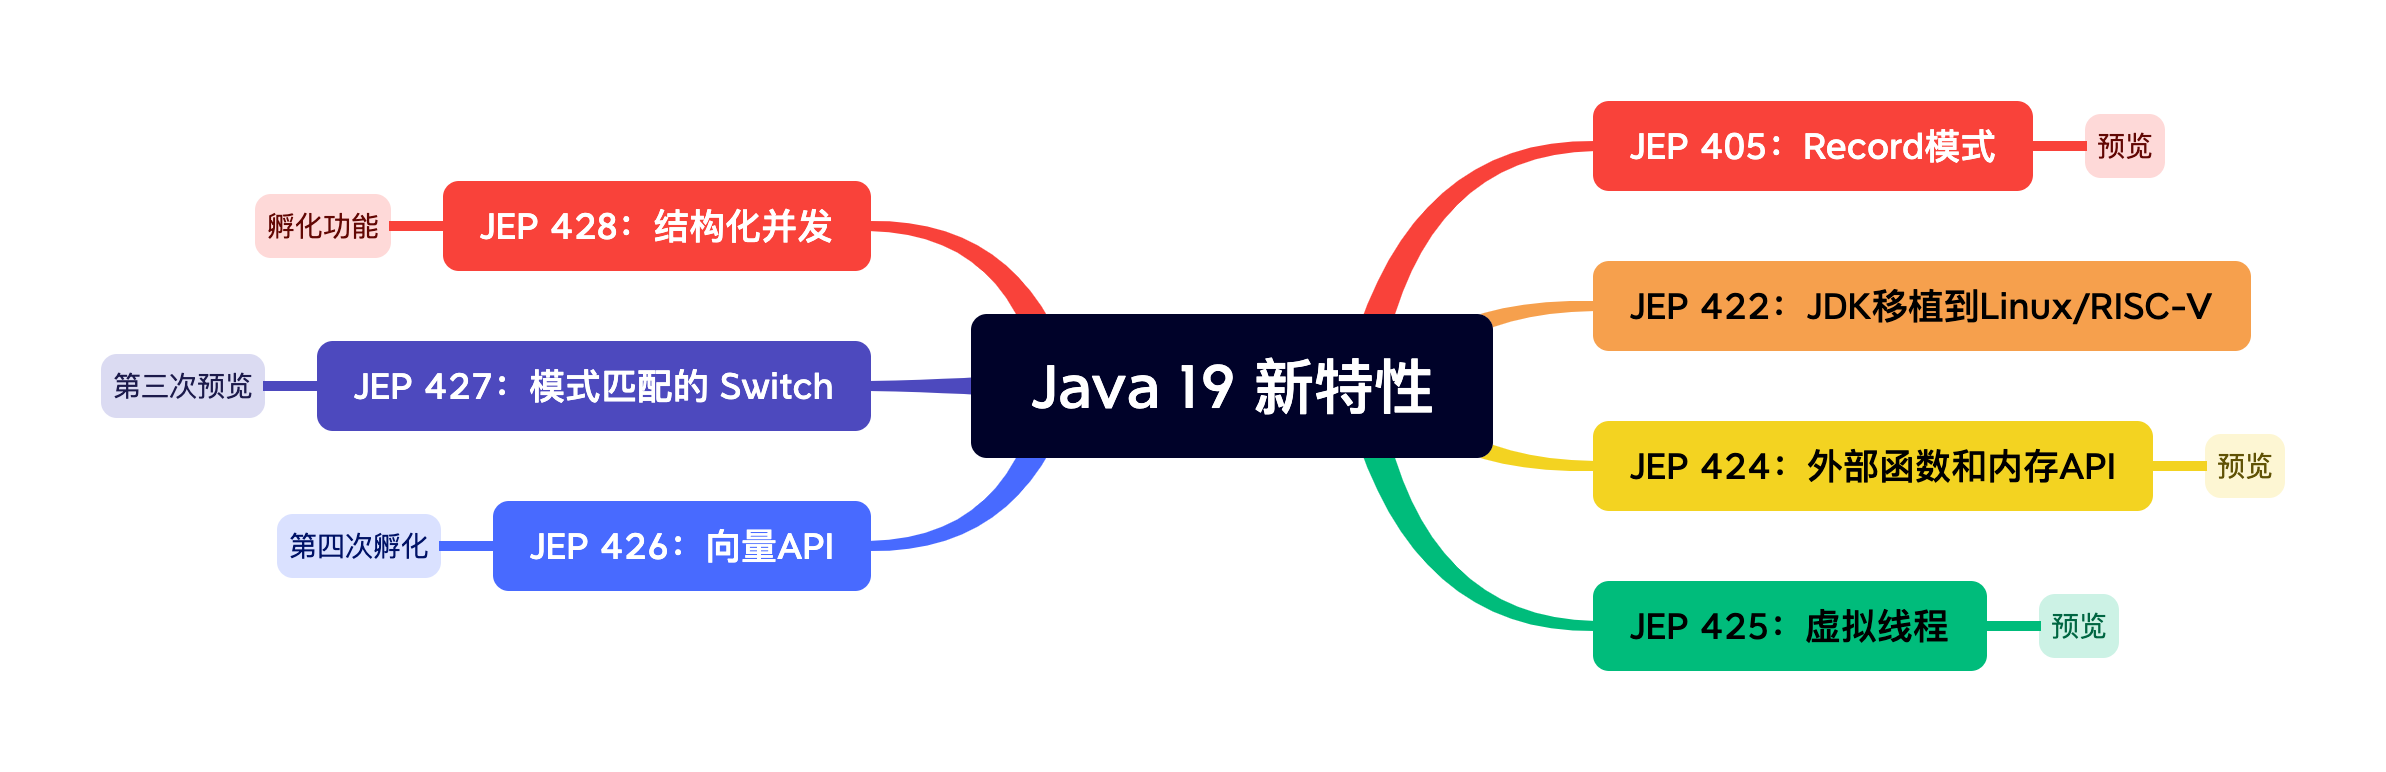 Java 19 新特性
JEP 405：Record模式
预览
JEP 422：JDK移植到Linux/RISC-V
JEP 424：外部函数和内存API
预览
JEP 425：虚拟线程
预览
JEP 428：结构化并发
孵化功能
JEP 427：模式匹配的 Switch
第三次预览
JEP 426：向量API
第四次孵化